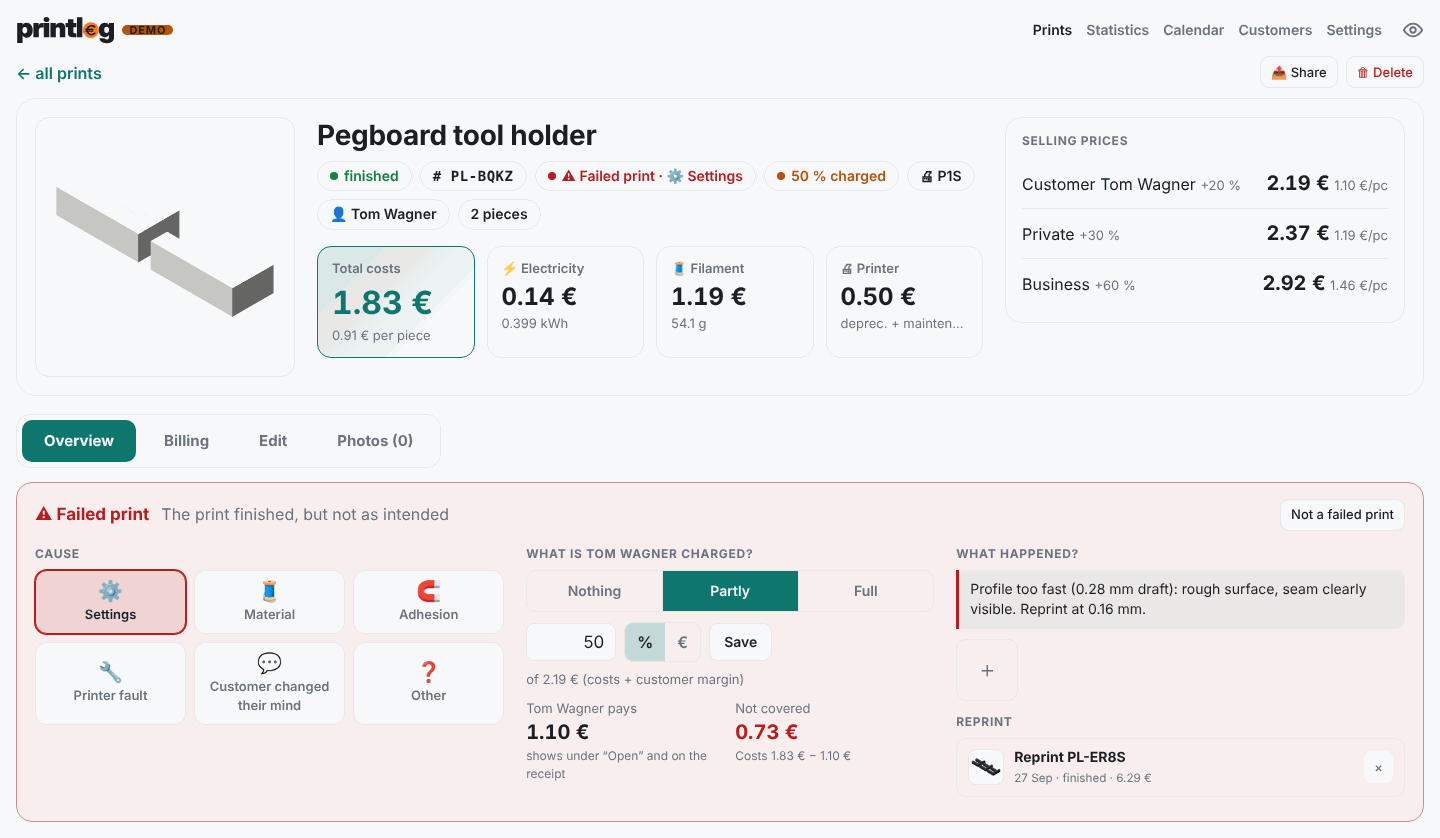 printl€g DEMO
Prints Statistics Calendar Customers Settings
← all prints
📤 Share 🗑 Delete
Pegboard tool holder
finished # PL-BQKZ ⚠ Failed print · ⚙️ Settings 50 % charged 🖨 P1S
👤 Tom Wagner 2 pieces
Total costs
1.83 €
0.91 € per piece
⚡ Electricity
0.14 €
0.399 kWh
🧵 Filament
1.19 €
54.1 g
🖨 Printer
0.50 €
deprec. + mainten…
SELLING PRICES
Customer Tom Wagner +20 % 2.19 € 1.10 €/pc
Private +30 % 2.37 € 1.19 €/pc
Business +60 % 2.92 € 1.46 €/pc
Overview Billing Edit Photos (0)
⚠ Failed print The print finished, but not as intended
Not a failed print
CAUSE
Settings
Material
Adhesion
Printer fault
Customer changed
their mind
Other
WHAT IS TOM WAGNER CHARGED?
Nothing Partly Full
50 % € Save
of 2.19 € (costs + customer margin)
Tom Wagner pays
1.10 €
shows under “Open” and on the
receipt
Not covered
0.73 €
Costs 1.83 € − 1.10 €
WHAT HAPPENED?
Profile too fast (0.28 mm draft): rough surface, seam clearly
visible. Reprint at 0.16 mm.
+
REPRINT
Reprint PL-ER8S
27 Sep · finished · 6.29 €
×